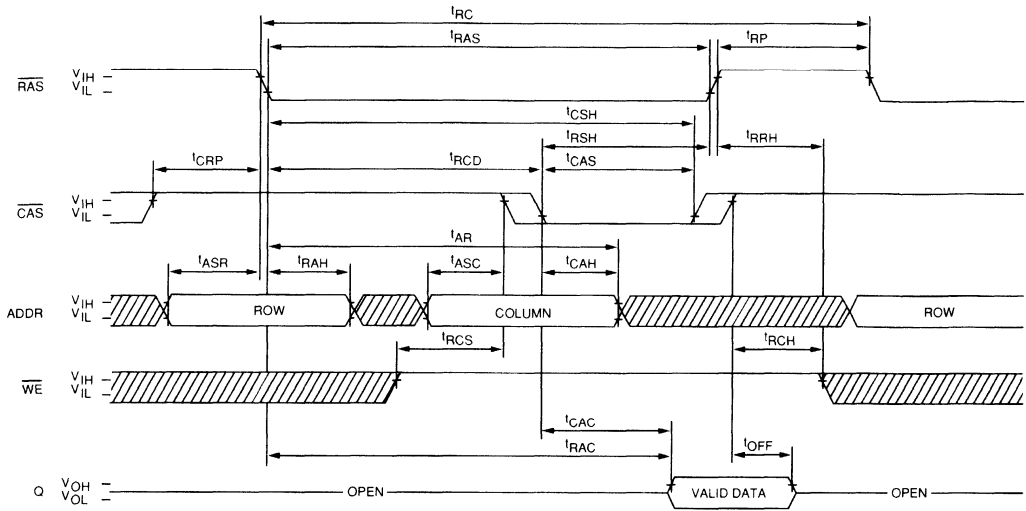 tRC
tRAS
tRP
RAS
VIH
VIL
tCSH
tRSH
tRRH
tCRP
tRCD
tCAS
CAS
VIH
VIL
tAR
tASR
tRAH
tASC
tCAH
ADDR
VIH
VIL
ROW
COLUMN
ROW
tRCS
tRCH
WE
VIH
VIL
tCAC
tRAC
tOFF
Q
VOH
VOL
OPEN
VALID DATA
OPEN